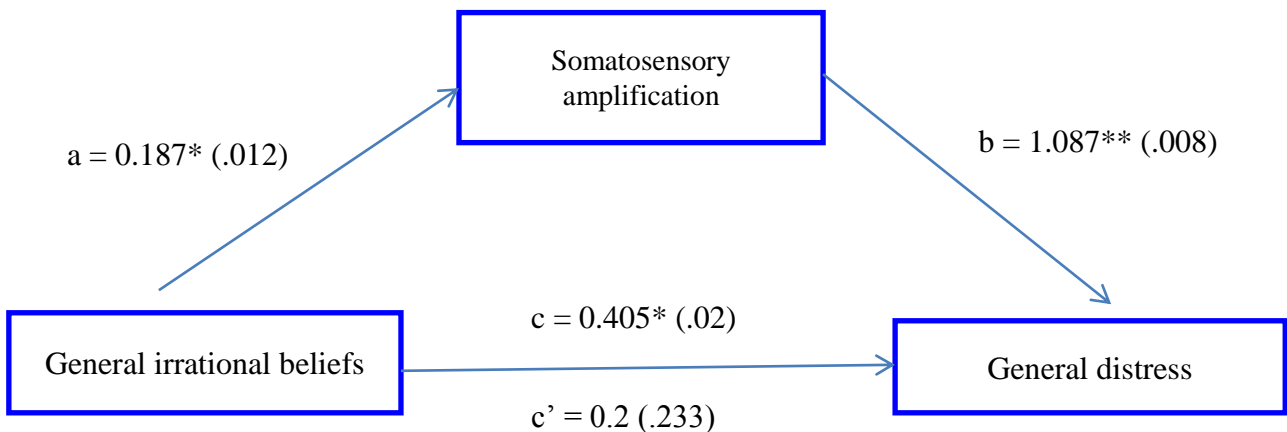 Somatosensory
amplification
a = 0.187* (.012)
b = 1.087** (.008)
c = 0.405* (.02)
General irrational beliefs
General distress
c’ = 0.2 (.233)